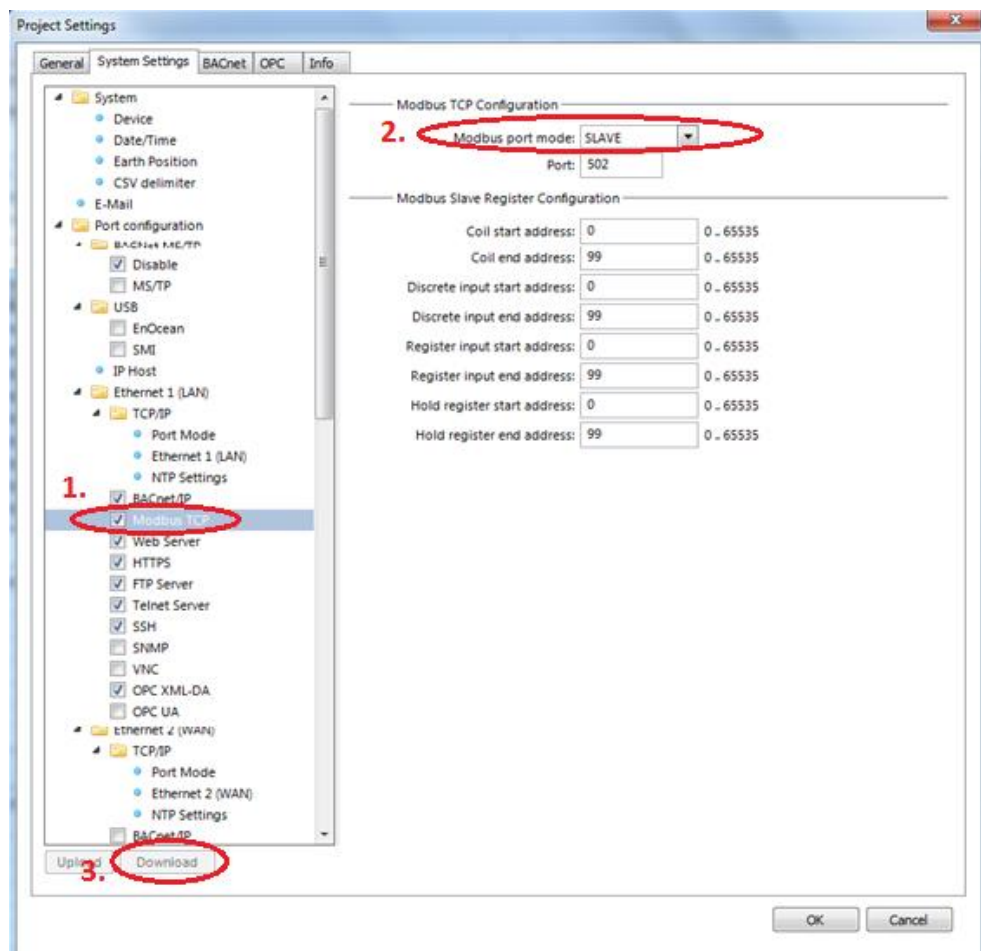 Project Settings
General System Settings BACnet OPC Info
System
Device
Date/Time
Earth Position
CSV delimiter
E-Mail
Port configuration
BACNet MS/TP
Disable
MS/TP
USB
EnOcean
SMI
IP Host
Ethernet 1 (LAN)
TCP/IP
Port Mode
Ethernet 1 (LAN)
NTP Settings
1.
BACnet/IP
Modbus TCP
Web Server
HTTPS
FTP Server
Telnet Server
SSH
SNMP
VNC
OPC XML-DA
OPC UA
Ethernet 2 (WAN)
TCP/IP
Port Mode
Ethernet 2 (WAN)
NTP Settings
BACnet/IP
Upload Download
3.
Modbus TCP Configuration
2. Modbus port mode: SLAVE
Port: 502
Modbus Slave Register Configuration
Coil start address: 0 0..65535
Coil end address: 99 0..65535
Discrete input start address: 0 0..65535
Discrete input end address: 99 0..65535
Register input start address: 0 0..65535
Register input end address: 99 0..65535
Hold register start address: 0 0..65535
Hold register end address: 99 0..65535
OK Cancel